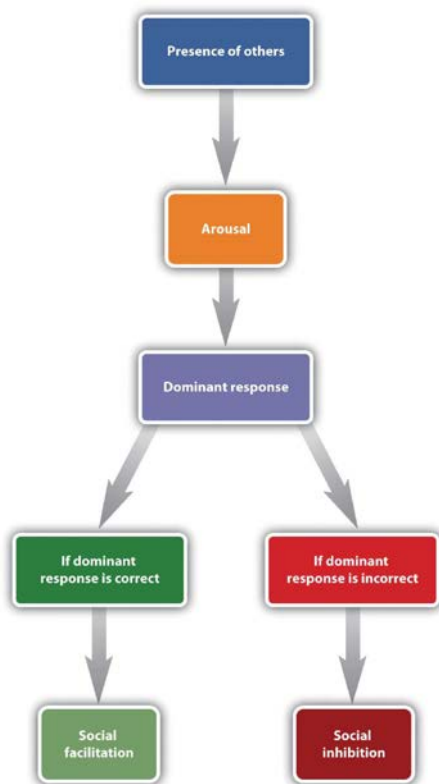 Presence of others
Arousal
Dominant response
If dominant
response is correct
If dominant
response is incorrect
Social
facilitation
Social
inhibition